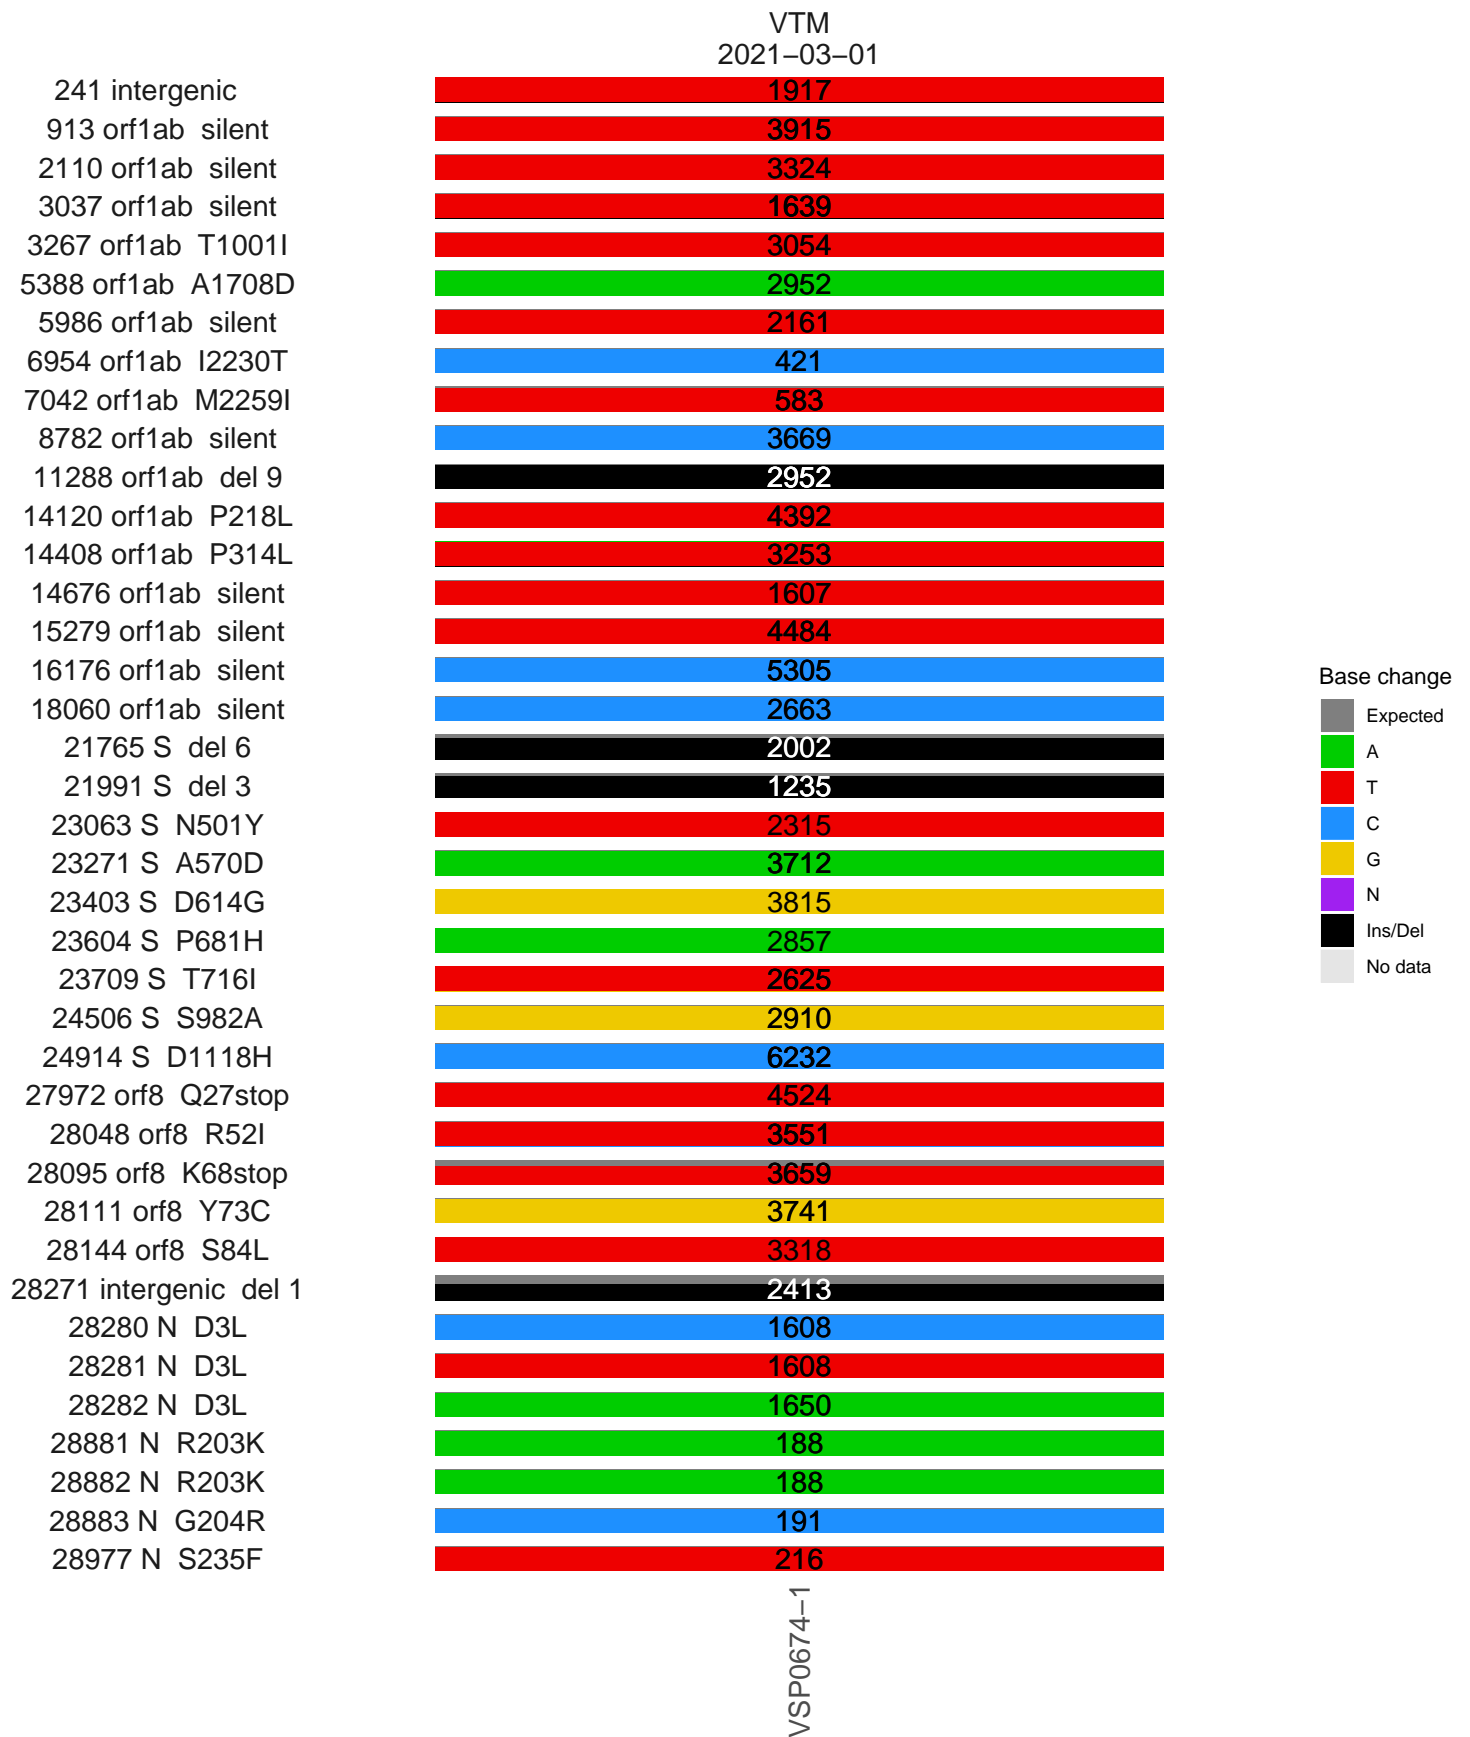 VTM
2021−03−01
241 intergenic 1917
913 orf1ab silent 3915
2110 orf1ab silent 3324
3037 orf1ab silent 1639
3267 orf1ab T1001I 3054
5388 orf1ab A1708D 2952
5986 orf1ab silent 2161
6954 orf1ab I2230T 421
7042 orf1ab M2259I 583
8782 orf1ab silent 3669
11288 orf1ab del 9 2952
14120 orf1ab P218L 4392
14408 orf1ab P314L 3253
14676 orf1ab silent 1607
15279 orf1ab silent 4484
16176 orf1ab silent 5305
18060 orf1ab silent 2663
21765 S del 6 2002
21991 S del 3 1235
23063 S N501Y 2315
23271 S A570D 3712
23403 S D614G 3815
23604 S P681H 2857
23709 S T716I 2625
24506 S S982A 2910
24914 S D1118H 6232
27972 orf8 Q27stop 4524
28048 orf8 R52I 3551
28095 orf8 K68stop 3659
28111 orf8 Y73C 3741
28144 orf8 S84L 3318
28271 intergenic del 1 2413
28280 N D3L 1608
28281 N D3L 1608
28282 N D3L 1650
28881 N R203K 188
28882 N R203K 188
28883 N G204R 191
28977 N S235F 216
VSP0674−1
Base change
Expected
A
T
C
G
N
Ins/Del
No data